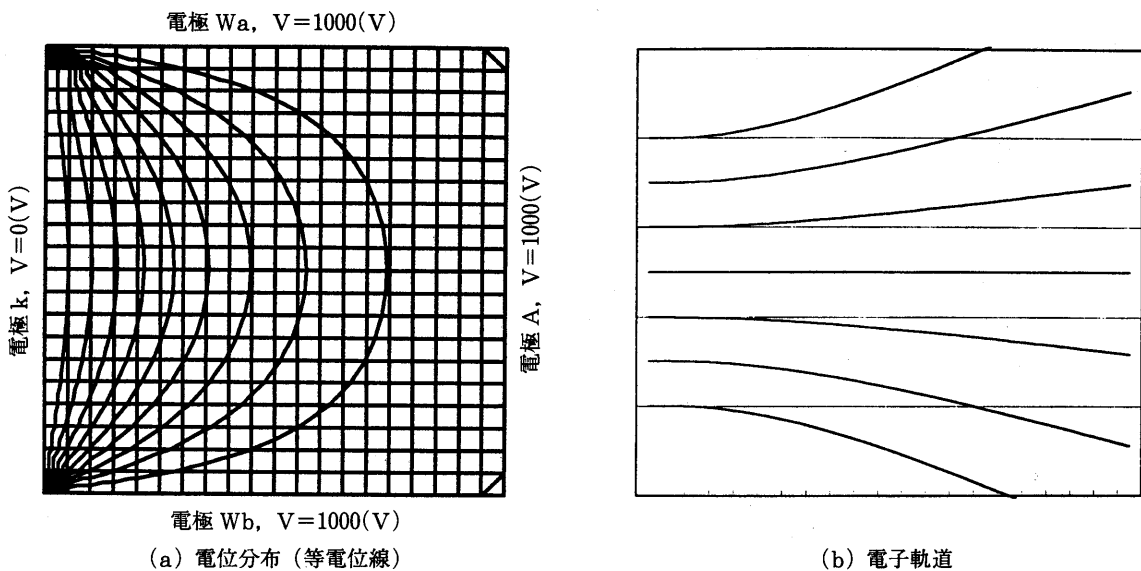 電極 Wa, V=1000(V)
電極 k, V=0(V)
電極 A, V=1000(V)
電極 Wb, V=1000(V)
(a) 電位分布 (等電位線)
(b) 電子軌道